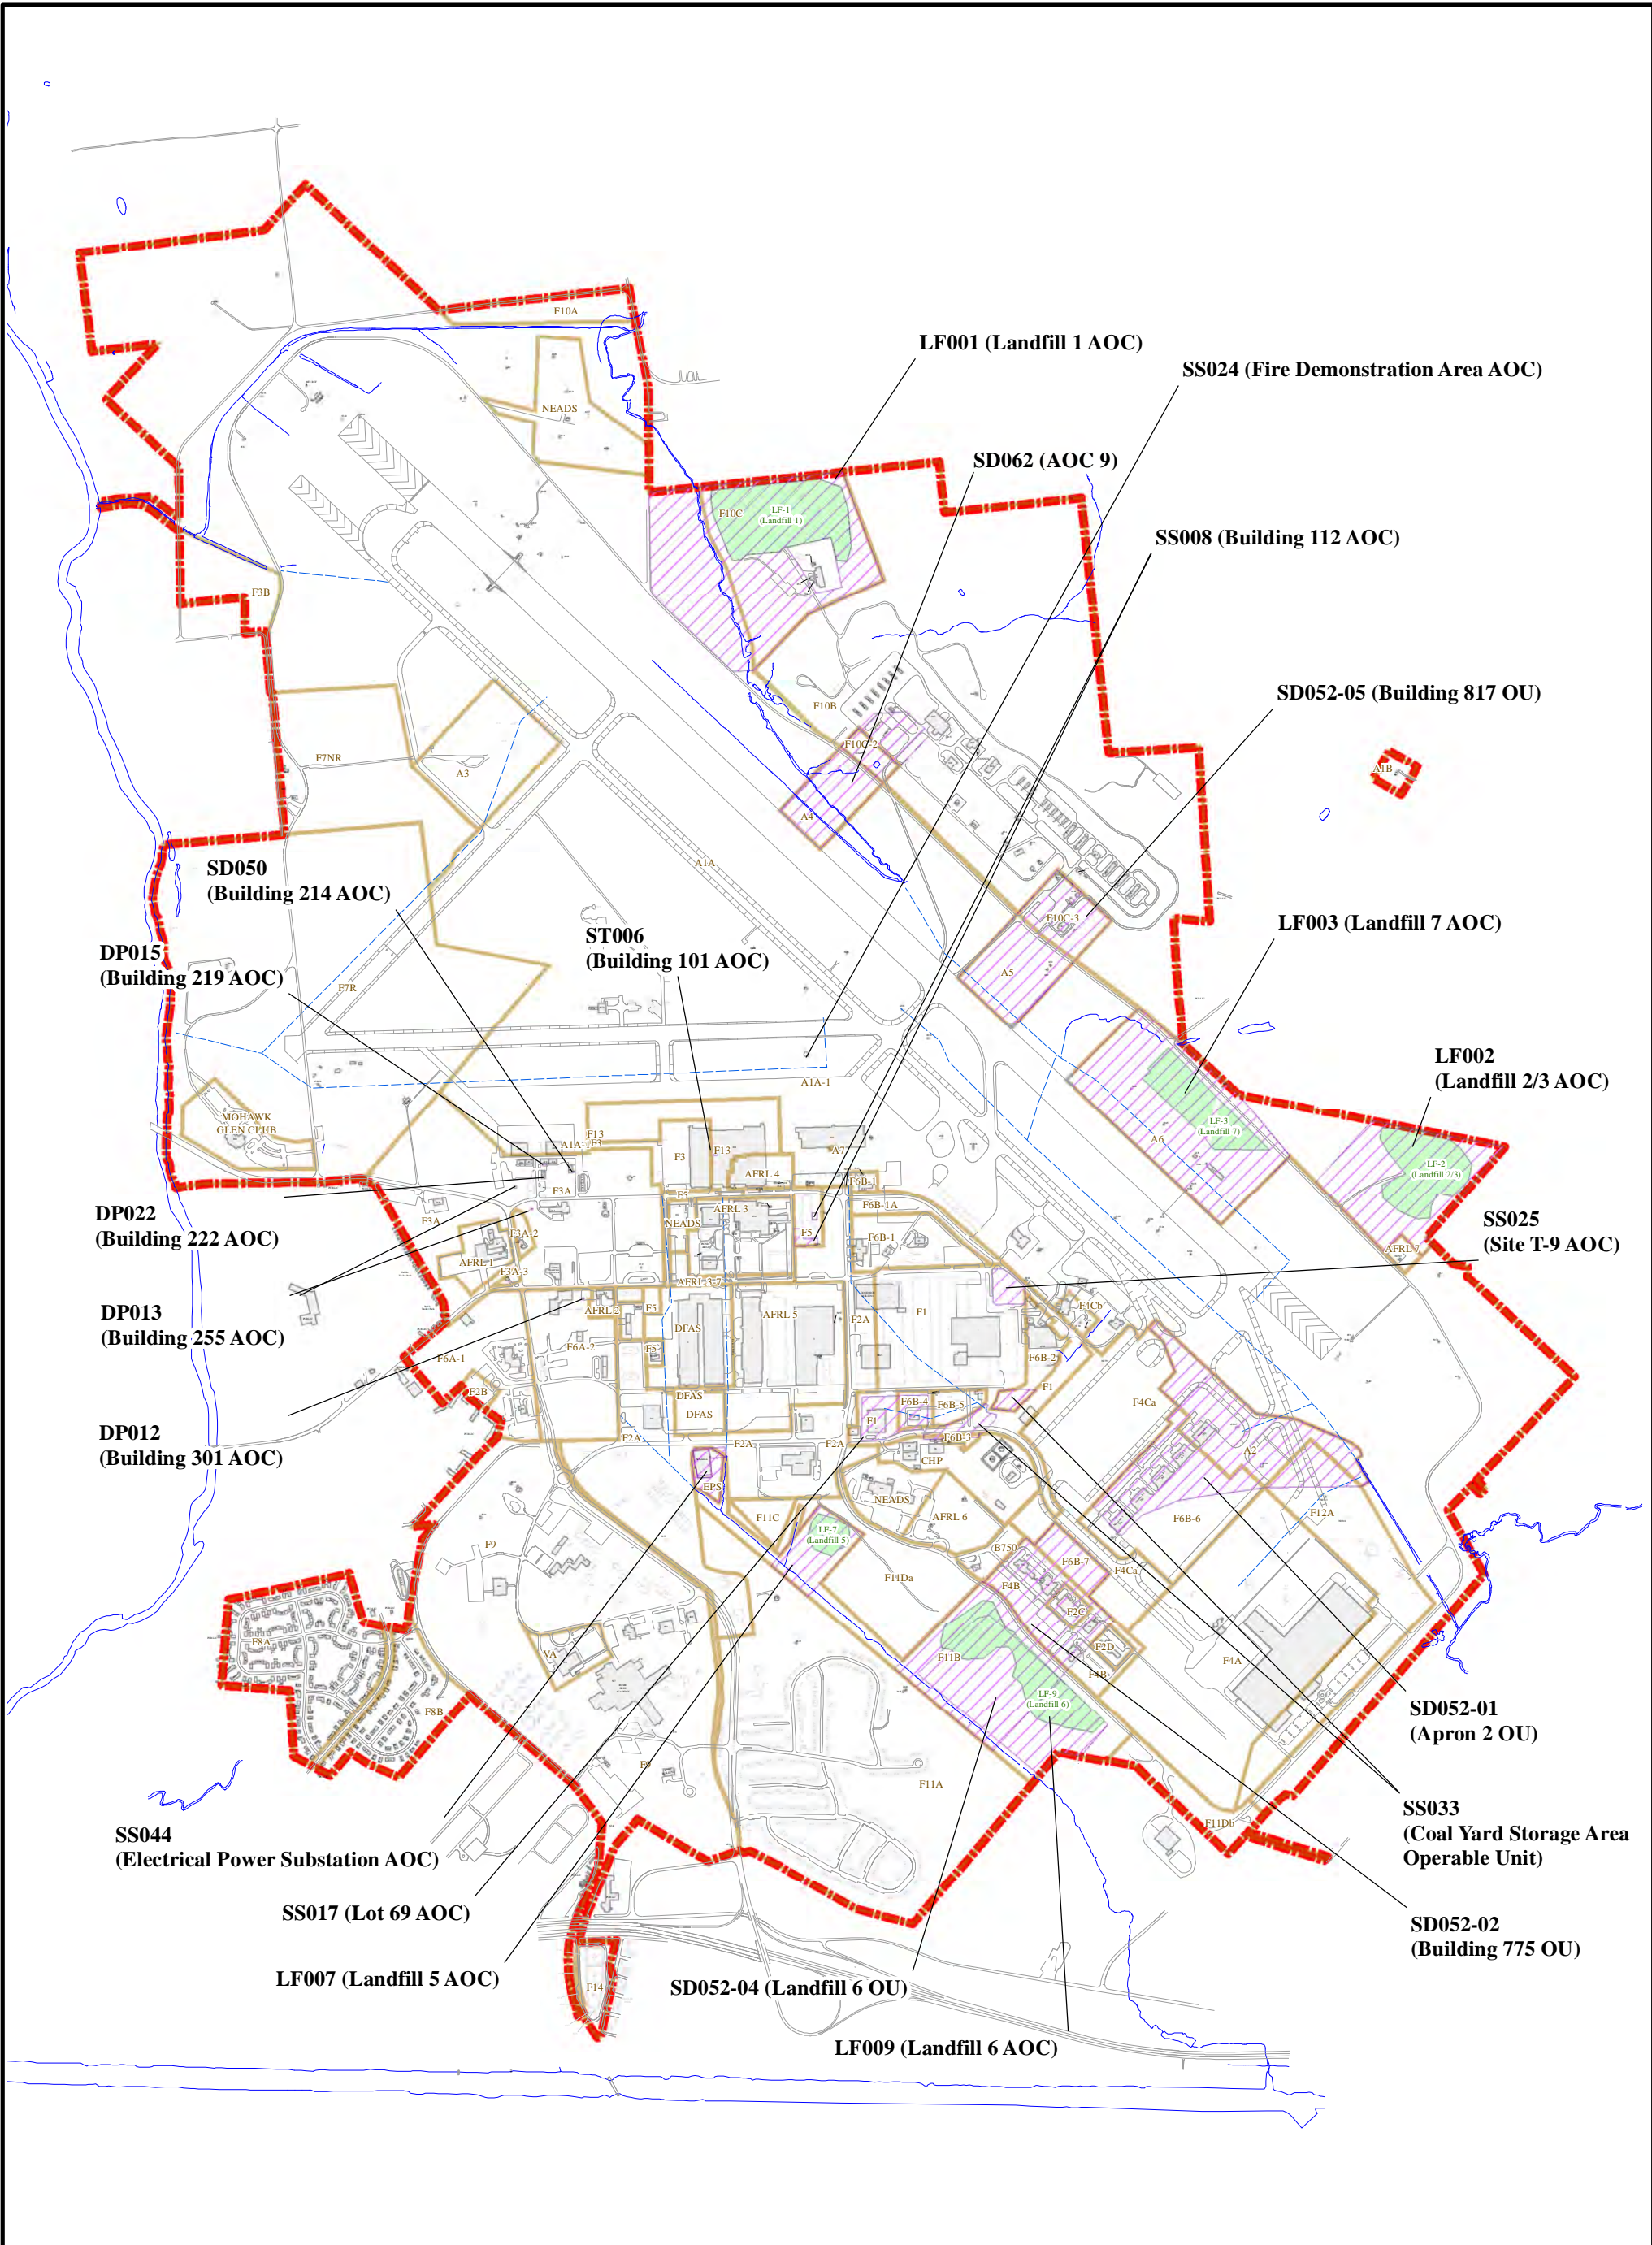 F10A
LF001 (Landfill 1 AOC)
SS024 (Fire Demonstration Area AOC)
NEADS
SD062 (AOC 9)
F10C
LF-1
(Landfill 1)
SS008 (Building 112 AOC)
F3B
SD052-05 (Building 817 OU)
F10B
F10C-2
F7NR
A3
A1B
A4
A1A
SD050
(Building 214 AOC)
F10C-3
LF003 (Landfill 7 AOC)
ST006
(Building 101 AOC)
DP015
(Building 219 AOC)
A5
F7R
LF002
(Landfill 2/3 AOC)
A1A-1
MOHAWK
GLEN CLUB
LF-3
(Landfill 7)
A6
F13
A1A-1
F3
F3
F13
A7
AFRL 4
LF-2
(Landfill 2/3)
F6B-1
F3A
F5
F6B-1A
DP022
(Building 222 AOC)
F3A
NEADS
AFRL 3
F5
SS025
(Site T-9 AOC)
F3A-2
F6B-1
AFRL 1
AFRL 7
F3A-3
AFRL 3-7
DP013
(Building 255 AOC)
AFRL 2
F5
AFRL 5
F2A
F1
F4Cb
DFAS
F6A-2
F5
F6A-1
F6B-2
F2B
DFAS
F1
DP012
(Building 301 AOC)
DFAS
F1
F6B-4
F6B-5
F4Ca
F2A
F2A
F2A
F6B-3
A2
CHP
EPS
NEADS
F11C
AFRL 6
F6B-6
F12A
LF-7
(Landfill 5)
F9
B750
F6B-7
F4Ca
F11Da
F4B
F2C
F8A
F2D
VA
F11B
F4B
F4A
LF-9
(Landfill 6)
F8B
SD052-01
(Apron 2 OU)
F9
F11A
SS033
(Coal Yard Storage Area
Operable Unit)
F11Db
SS044
(Electrical Power Substation AOC)
SS017 (Lot 69 AOC)
SD052-02
(Building 775 OU)
LF007 (Landfill 5 AOC)
F14
SD052-04 (Landfill 6 OU)
LF009 (Landfill 6 AOC)